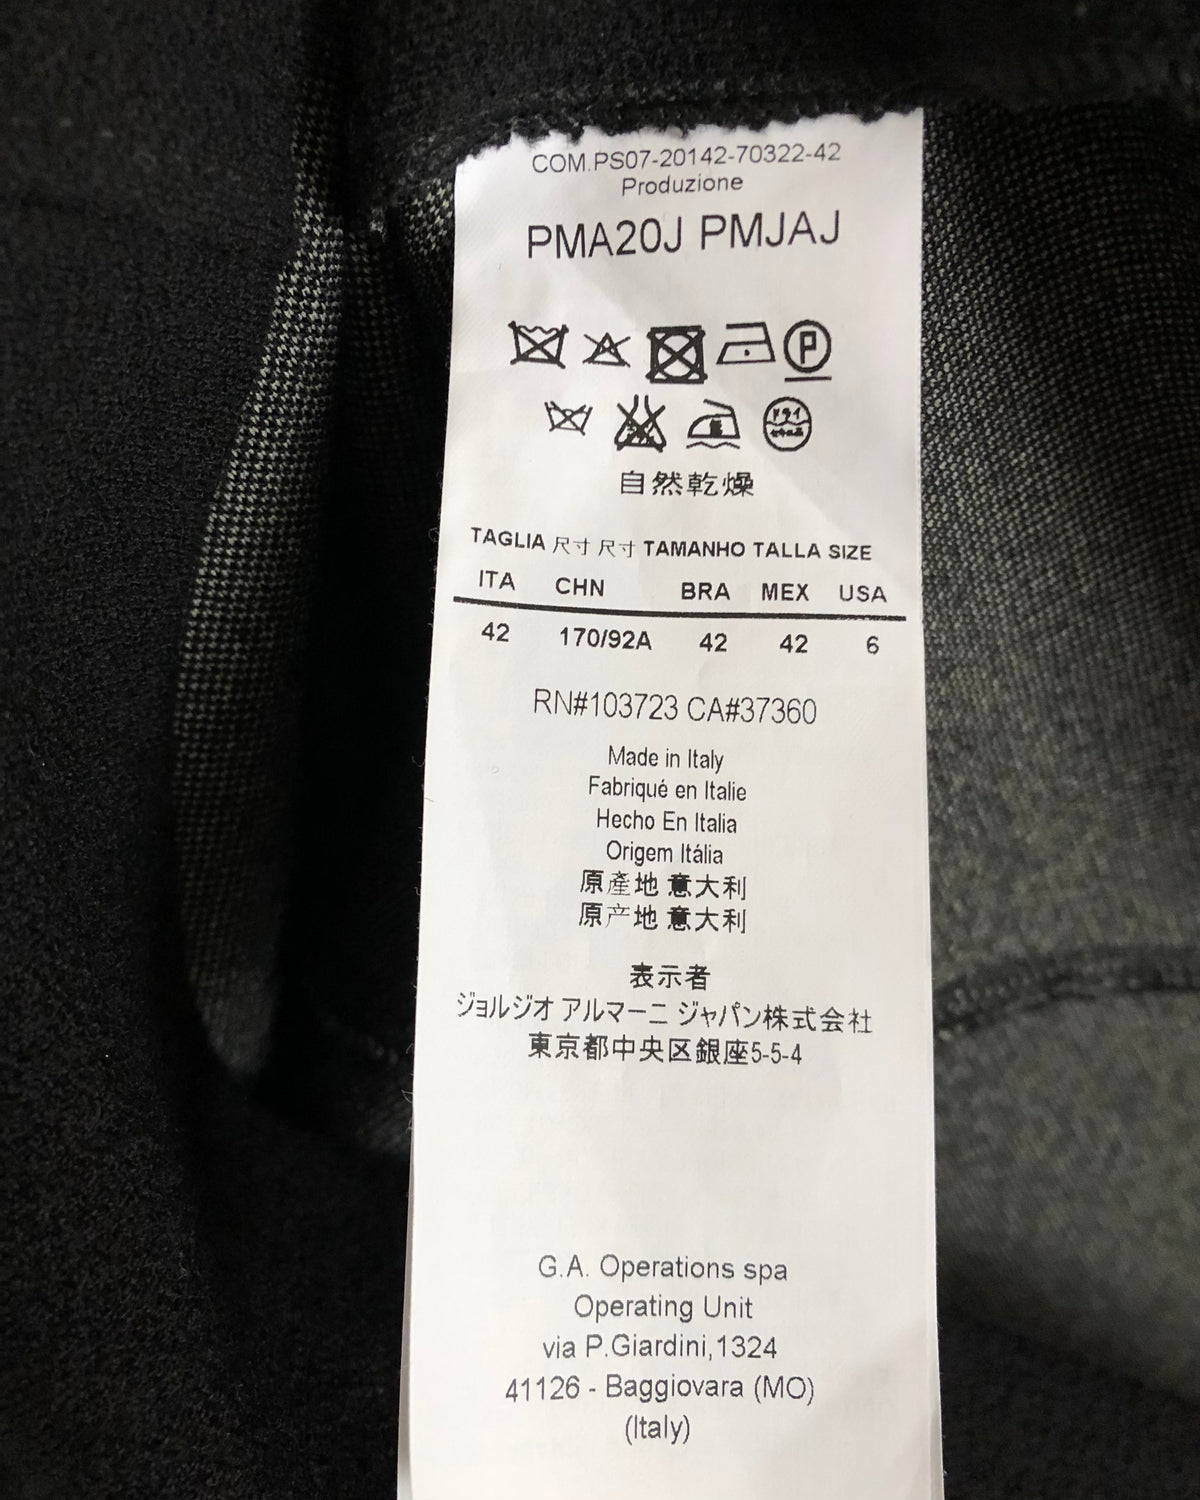 COM.PS07-20142-70322-42
Produzione
PMA20J PMJAJ
P
ドライ
自然乾燥
TAGLIA 尺寸 尺寸 TAMANHO TALLA SIZE
ITA CHN BRA MEX USA
42 170/92A 42 42 6
RN#103723 CA#37360
Made in Italy
Fabriqué en Italie
Hecho En Italia
Origem Itália
原產地 意大利
原产地 意大利
表示者
ジョルジオ アルマーニ ジャパン株式会社
東京都中央区銀座5-5-4
G.A. Operations spa
Operating Unit
via P.Giardini,1324
41126 - Baggiovara (MO)
(Italy)